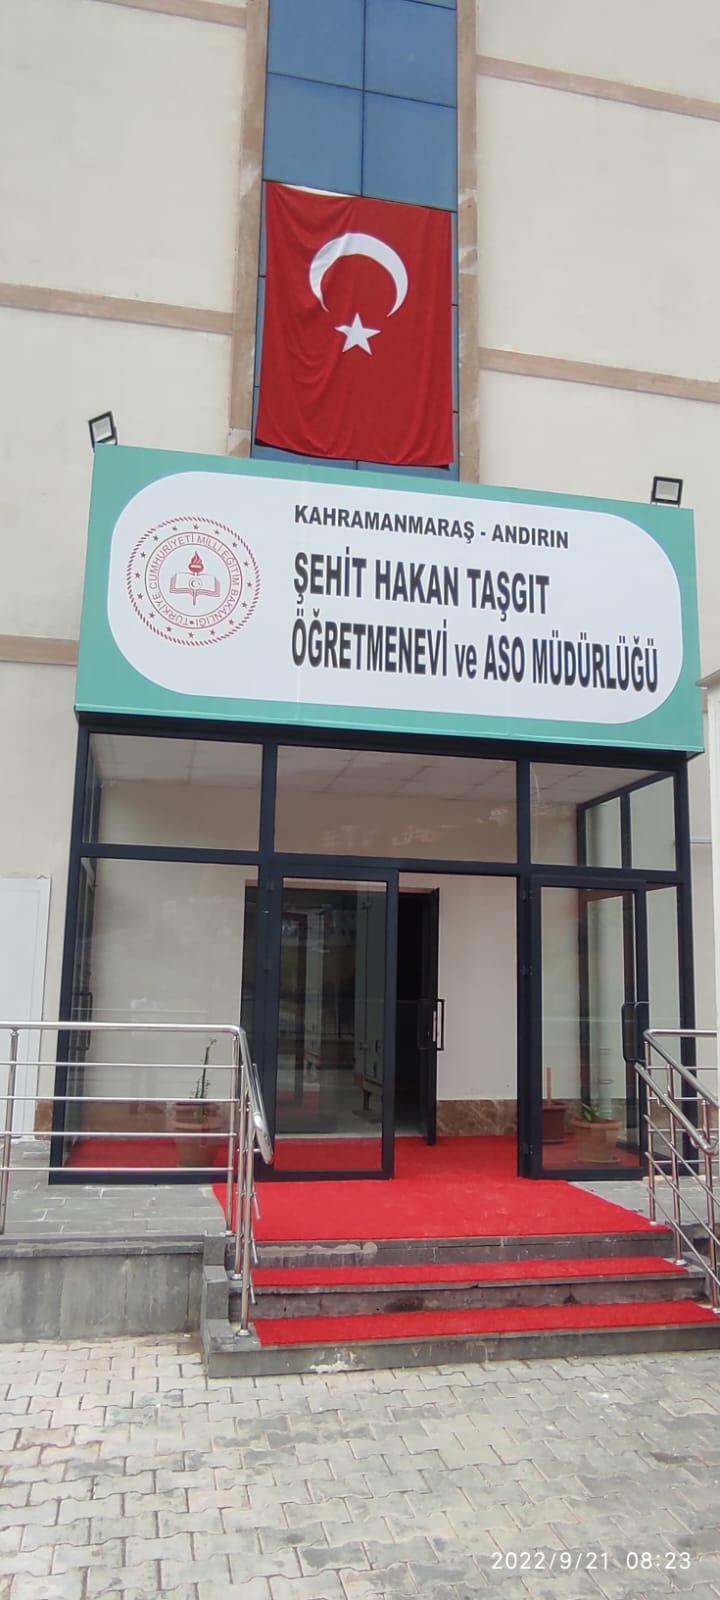 KAHRAMANMARAŞ - ANDIRIN
ŞEHİT HAKAN TAŞGIT
ÖĞRETMENEVİ ve ASO MÜDÜRLÜĞÜ
TÜRKİYE CUMHURİYETİ MİLLİ EĞİTİM BAKANLIĞI
2022/9/21 08:23